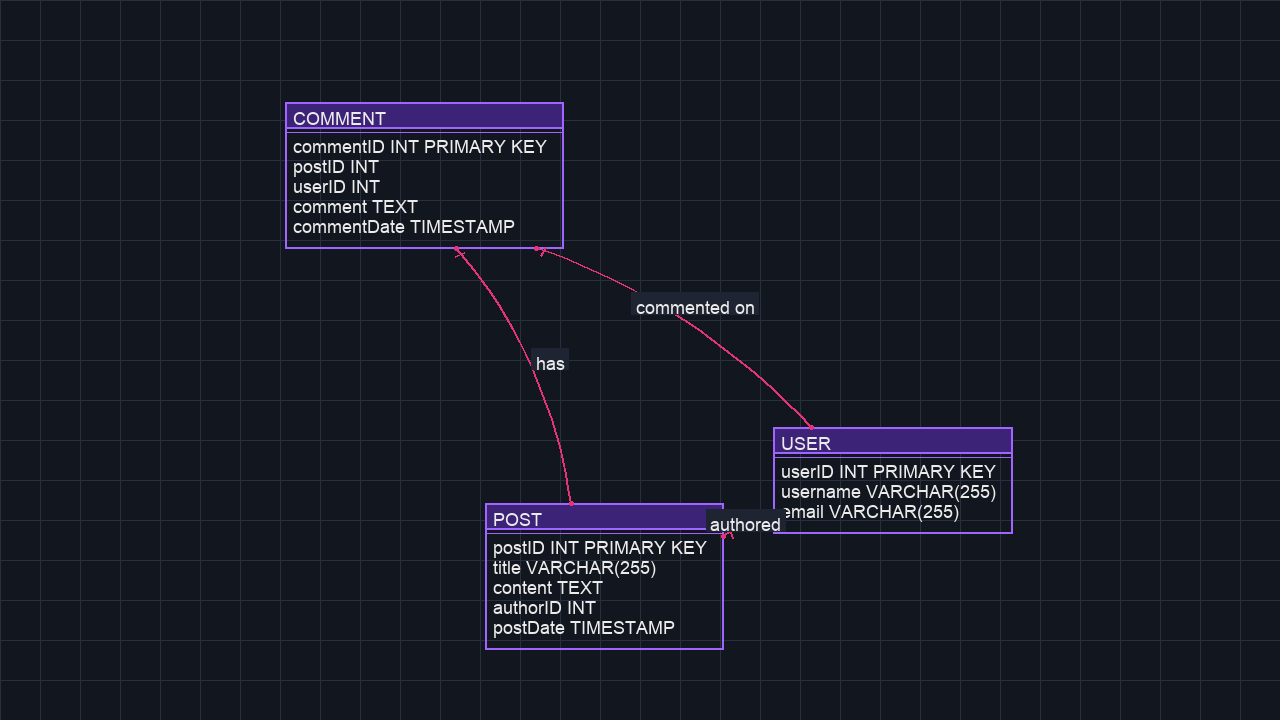 COMMENT
commentID INT PRIMARY KEY
postID INT
userID INT
comment TEXT
commentDate TIMESTAMP
commented on
has
USER
userID INT PRIMARY KEY
username VARCHAR(255)
email VARCHAR(255)
authored
POST
postID INT PRIMARY KEY
title VARCHAR(255)
content TEXT
authorID INT
postDate TIMESTAMP